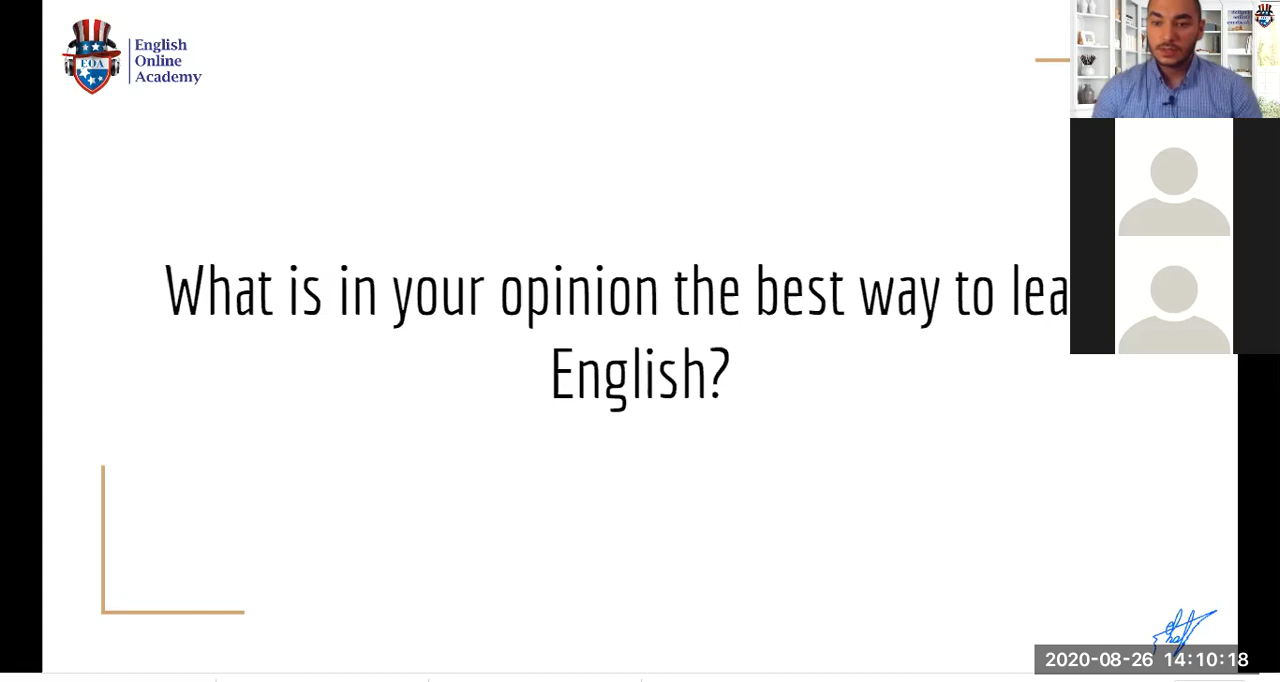 English
Online
Academy
EOA
What is in your opinion the best way to lea
English?
2020-08-26 14:10:18